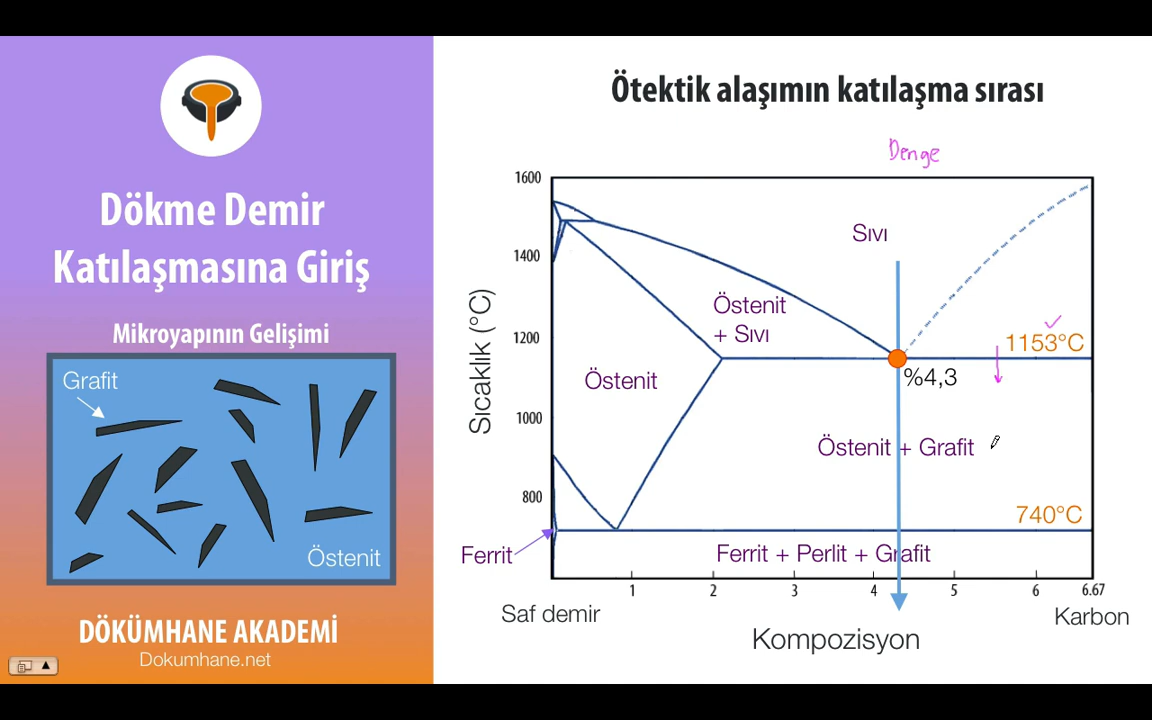 Dökme Demir
Katılaşmasına Giriş
Mikroyapının Gelişimi
Grafit
Östenit
DÖKÜMHANE AKADEMİ
Dokumhane.net
Ötektik alaşımın katılaşma sırası
Denge
1600
1400
1200
1000
800
Sıcaklık (°C)
Sıvı
Östenit
+ Sıvı
1153°C
Östenit
%4,3
Östenit + Grafit
740°C
Ferrit
Ferrit + Perlit + Grafit
1
2
3
4
5
6
6.67
Saf demir
Karbon
Kompozisyon